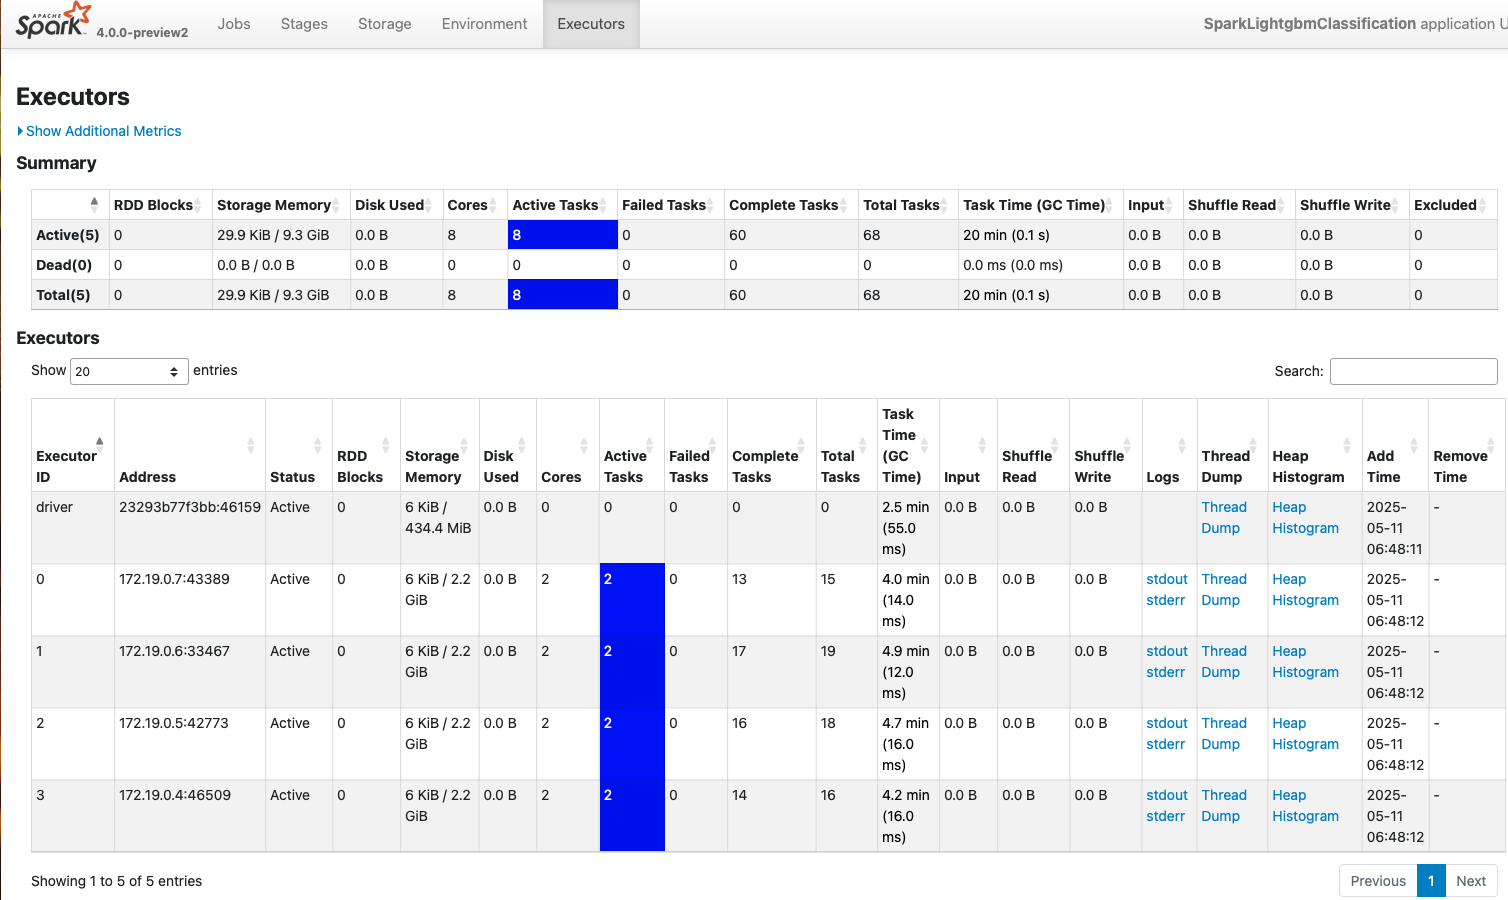 APACHE
Spark 4.0.0-preview2 Jobs Stages Storage Environment Executors SparkLightgbmClassification application U
Executors
Show Additional Metrics
Summary
RDD Blocks Storage Memory Disk Used Cores Active Tasks Failed Tasks Complete Tasks Total Tasks Task Time (GC Time) Input Shuffle Read Shuffle Write Excluded
Active(5) 0 29.9 KiB / 9.3 GiB 0.0 B 8 8 0 60 68 20 min (0.1 s) 0.0 B 0.0 B 0.0 B 0
Dead(0) 0 0.0 B / 0.0 B 0.0 B 0 0 0 0 0 0.0 ms (0.0 ms) 0.0 B 0.0 B 0.0 B 0
Total(5) 0 29.9 KiB / 9.3 GiB 0.0 B 8 8 0 60 68 20 min (0.1 s) 0.0 B 0.0 B 0.0 B 0
Executors
Show 20 entries Search:
Task
Time
Executor RDD Storage Disk Active Failed Complete Total (GC Shuffle Shuffle Thread Heap Add Remove
ID Address Status Blocks Memory Used Cores Tasks Tasks Tasks Tasks Time) Input Read Write Logs Dump Histogram Time Time
driver 23293b77f3bb:46159 Active 0 6 KiB / 0.0 B 0 0 0 0 0 2.5 min 0.0 B 0.0 B 0.0 B Thread Heap 2025- -
434.4 MiB (55.0 Dump Histogram 05-11
ms) 06:48:11
0 172.19.0.7:43389 Active 0 6 KiB / 2.2 0.0 B 2 2 0 13 15 4.0 min 0.0 B 0.0 B 0.0 B stdout Thread Heap 2025- -
GiB (14.0 stderr Dump Histogram 05-11
ms) 06:48:12
1 172.19.0.6:33467 Active 0 6 KiB / 2.2 0.0 B 2 2 0 17 19 4.9 min 0.0 B 0.0 B 0.0 B stdout Thread Heap 2025- -
GiB (12.0 stderr Dump Histogram 05-11
ms) 06:48:12
2 172.19.0.5:42773 Active 0 6 KiB / 2.2 0.0 B 2 2 0 16 18 4.7 min 0.0 B 0.0 B 0.0 B stdout Thread Heap 2025- -
GiB (16.0 stderr Dump Histogram 05-11
ms) 06:48:12
3 172.19.0.4:46509 Active 0 6 KiB / 2.2 0.0 B 2 2 0 14 16 4.2 min 0.0 B 0.0 B 0.0 B stdout Thread Heap 2025- -
GiB (16.0 stderr Dump Histogram 05-11
ms) 06:48:12
Showing 1 to 5 of 5 entries Previous 1 Next